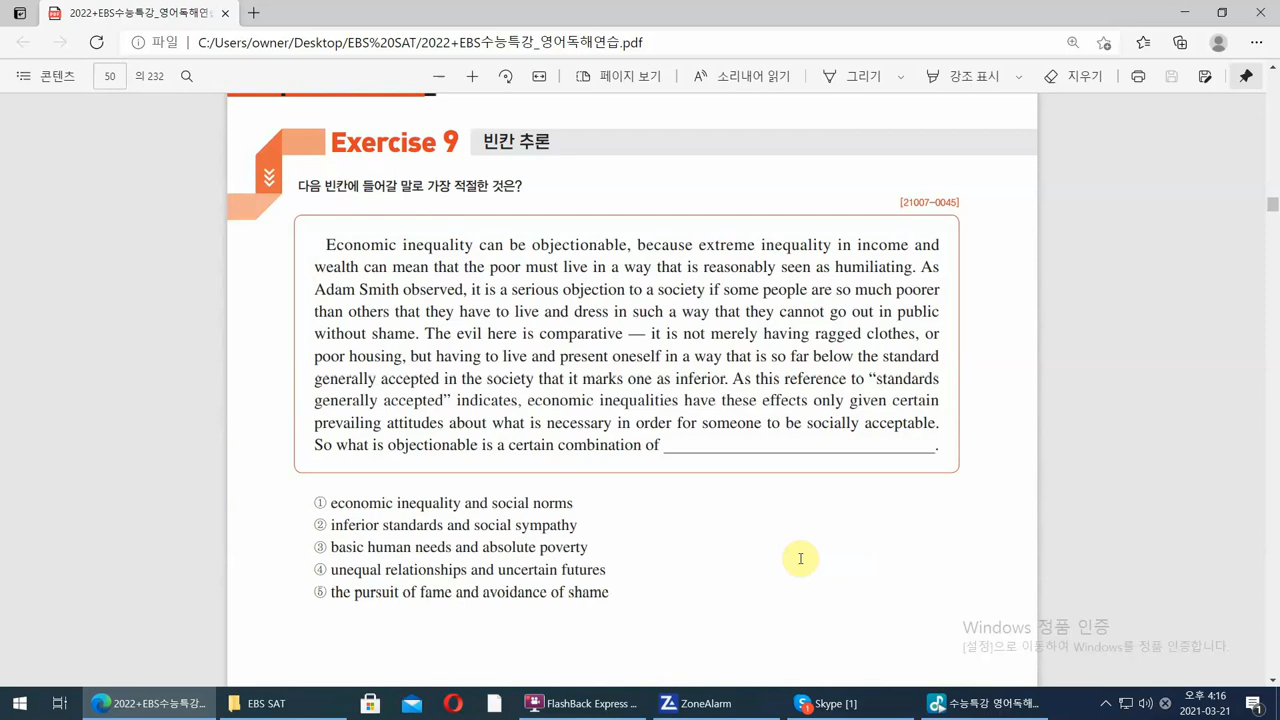 2022+EBS수능특강_영어독해연습
파일 C:/Users/owner/Desktop/EBS%20SAT/2022+EBS수능특강_영어독해연습.pdf
콘텐츠 50 의 232 페이지 보기 소리내어 읽기 그리기 강조 표시 지우기
Exercise 9 빈칸 추론
다음 빈칸에 들어갈 말로 가장 적절한 것은?
[21007-0045]
Economic inequality can be objectionable, because extreme inequality in income and
wealth can mean that the poor must live in a way that is reasonably seen as humiliating. As
Adam Smith observed, it is a serious objection to a society if some people are so much poorer
than others that they have to live and dress in such a way that they cannot go out in public
without shame. The evil here is comparative — it is not merely having ragged clothes, or
poor housing, but having to live and present oneself in a way that is so far below the standard
generally accepted in the society that it marks one as inferior. As this reference to “standards
generally accepted” indicates, economic inequalities have these effects only given certain
prevailing attitudes about what is necessary in order for someone to be socially acceptable.
So what is objectionable is a certain combination of ______________________________.
① economic inequality and social norms
② inferior standards and social sympathy
③ basic human needs and absolute poverty
④ unequal relationships and uncertain futures
⑤ the pursuit of fame and avoidance of shame
Windows 정품 인증
[설정]으로 이동하여 Windows를 정품 인증합니다.
2022+EBS수능특강_... EBS SAT FlashBack Express ... ZoneAlarm Skype [1] 수능특강 영어독해... 오후 4:16
2021-03-21